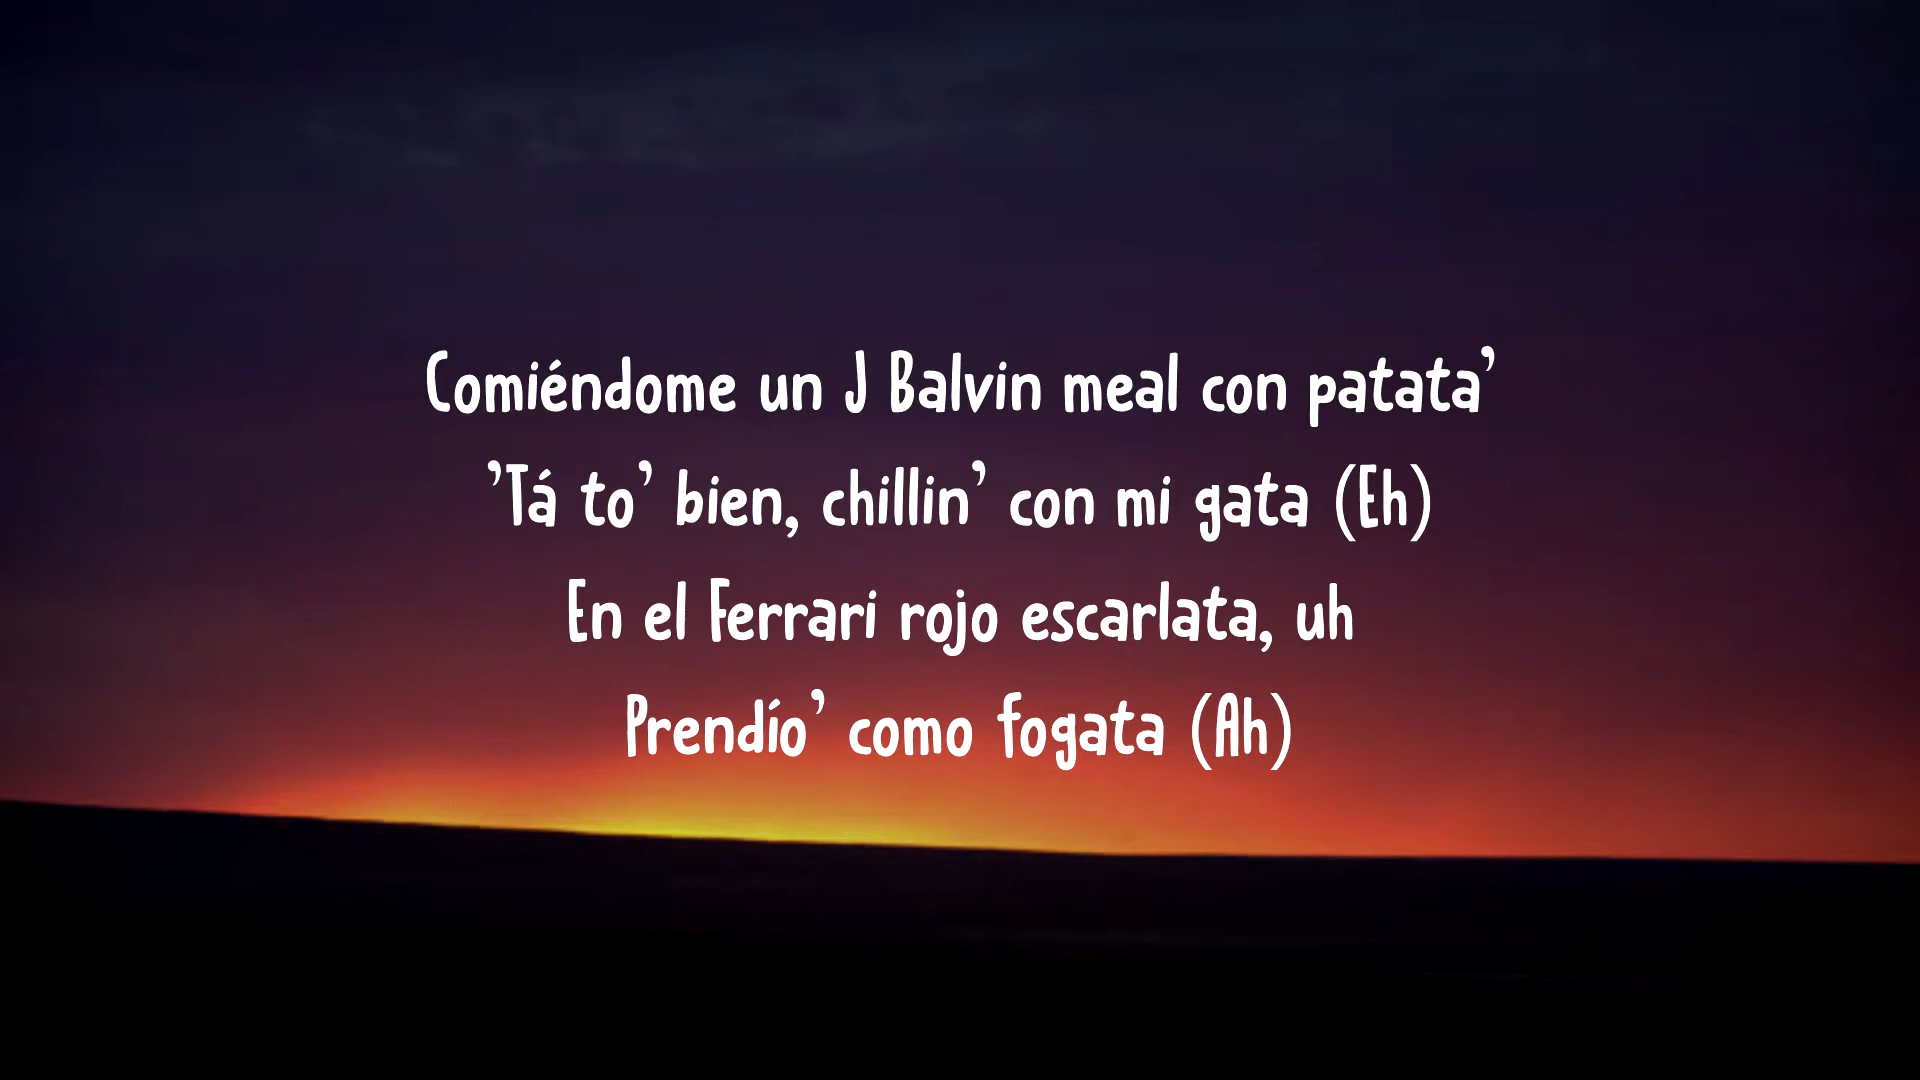 Comiéndome un J Balvin meal con patata’
’Tá to’ bien, chillin’ con mi gata (Eh)
En el Ferrari rojo escarlata, uh
Prendío’ como fogata (Ah)